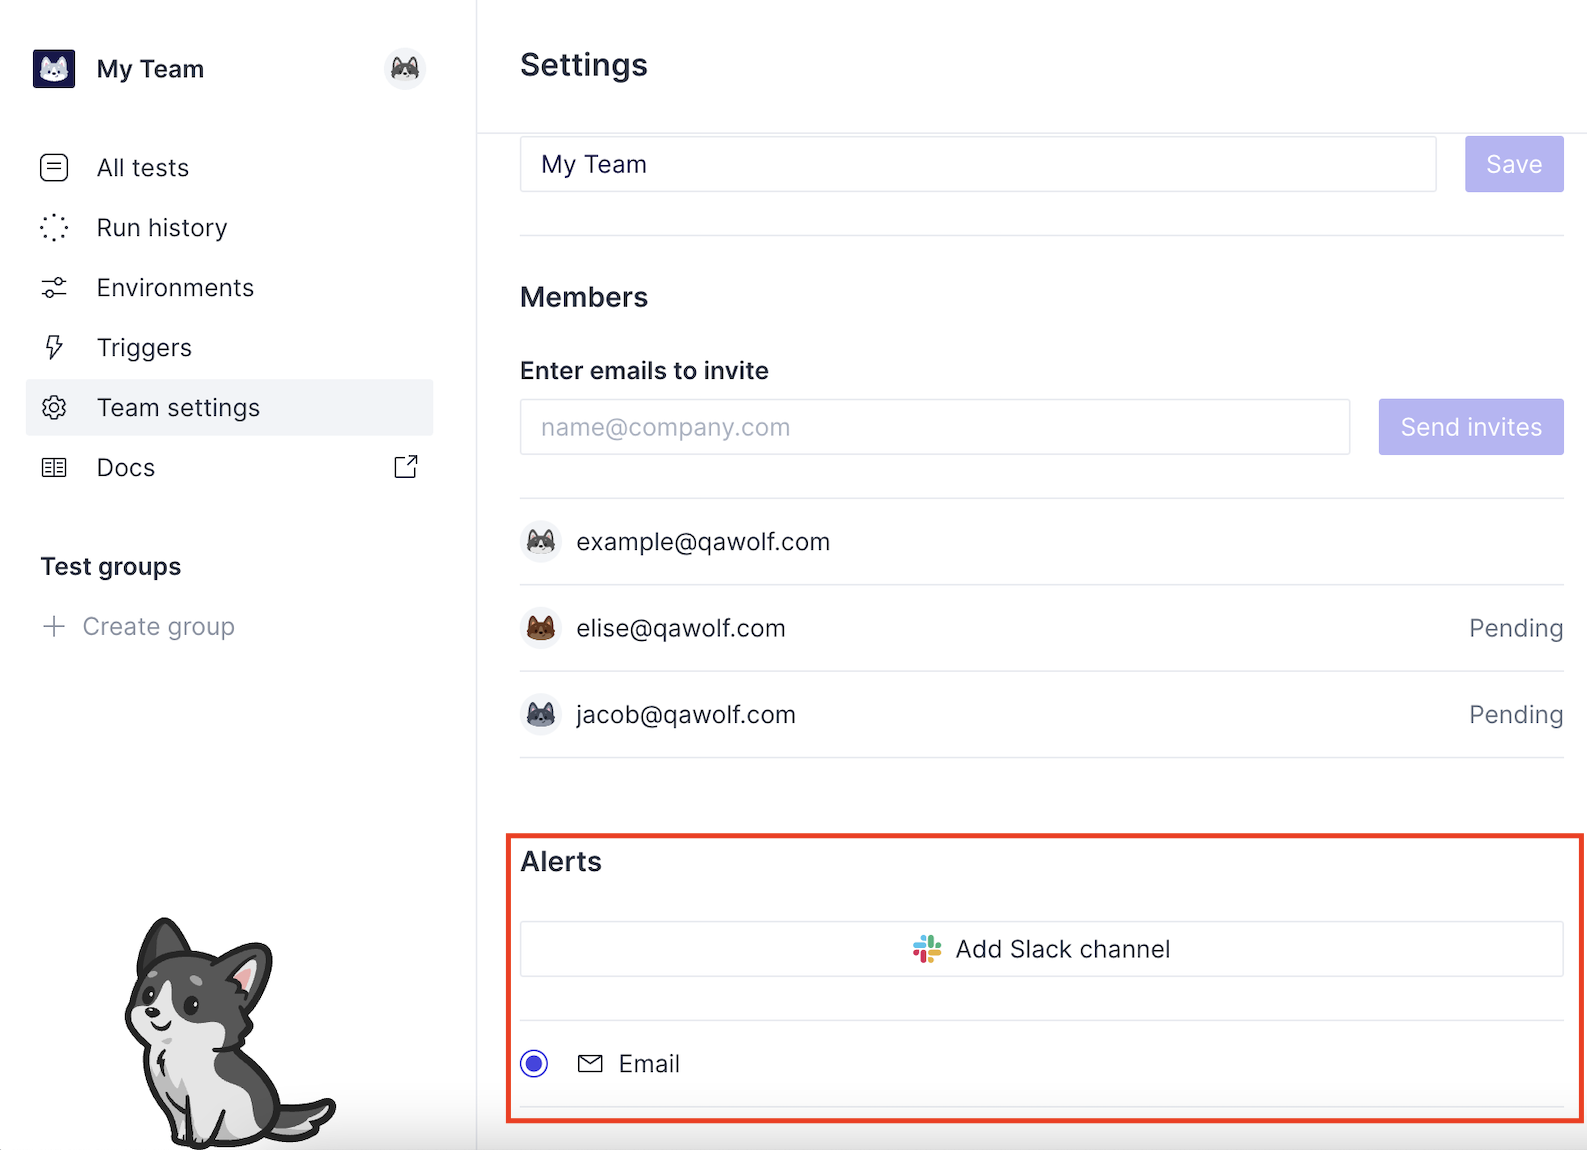 My Team
All tests
Run history
Environments
Triggers
Team settings
Docs
Test groups
Create group
Settings
My Team
Save
Members
Enter emails to invite
name@company.com
Send invites
example@qawolf.com
elise@qawolf.com Pending
jacob@qawolf.com Pending
Alerts
Add Slack channel
Email